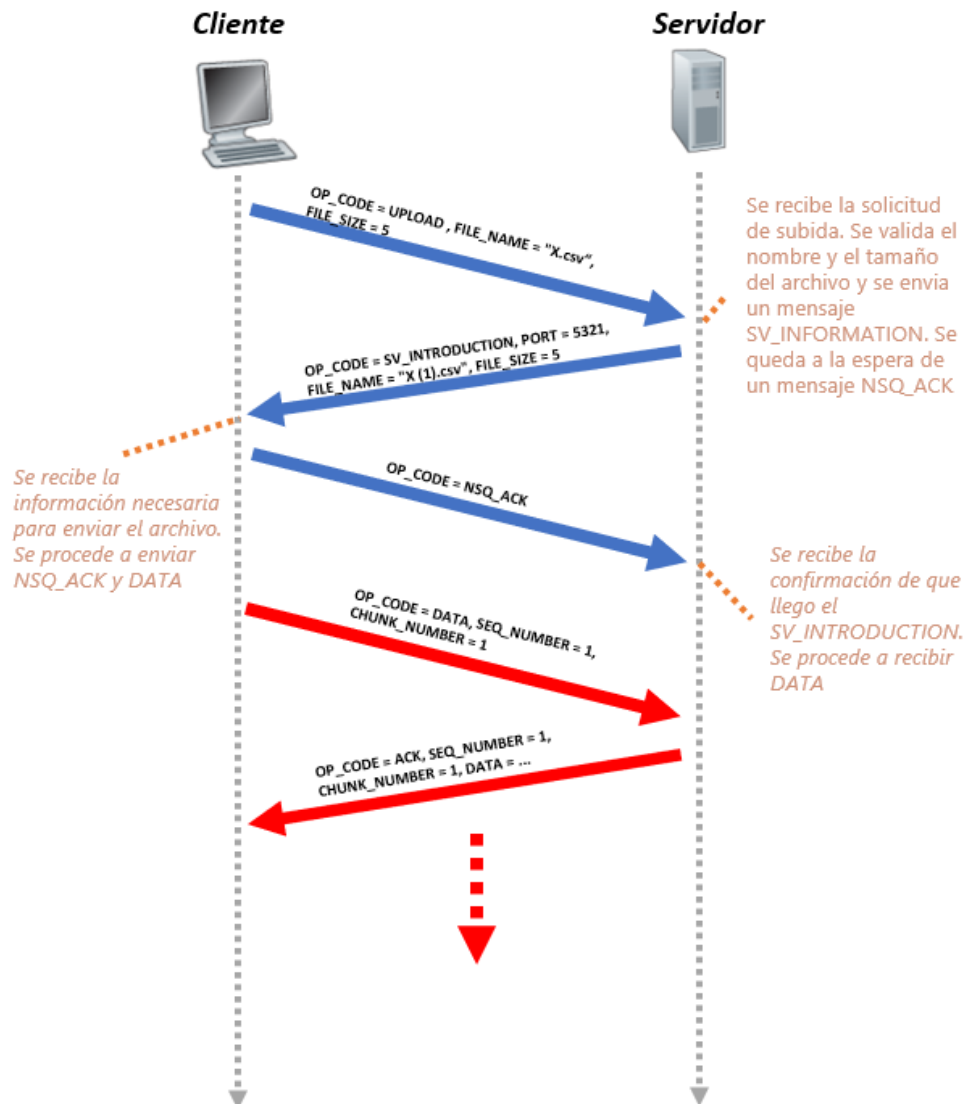 Cliente
Servidor
OP_CODE = UPLOAD , FILE_NAME = "X.csv",
FILE_SIZE = 5
Se recibe la solicitud
de subida. Se valida el
nombre y el tamaño
del archivo y se envia
un mensaje
SV_INFORMATION. Se
queda a la espera de
un mensaje NSQ_ACK
OP_CODE = SV_INTRODUCTION, PORT = 5321,
FILE_NAME = "X (1).csv", FILE_SIZE = 5
Se recibe la
información necesaria
para enviar el archivo.
Se procede a enviar
NSQ_ACK y DATA
OP_CODE = NSQ_ACK
Se recibe la
confirmación de que
llego el
SV_INTRODUCTION.
Se procede a recibir
DATA
OP_CODE = DATA, SEQ_NUMBER = 1,
CHUNK_NUMBER = 1
OP_CODE = ACK, SEQ_NUMBER = 1,
CHUNK_NUMBER = 1, DATA = ...